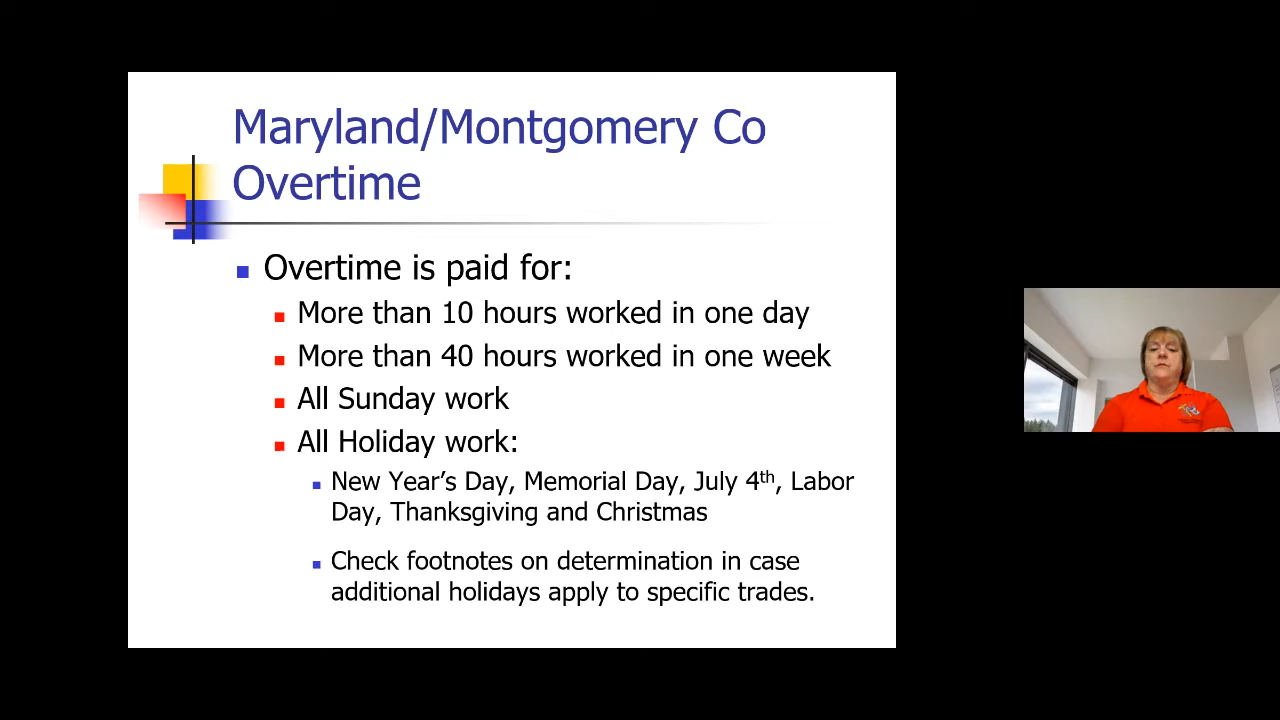 Maryland/Montgomery Co
Overtime
Overtime is paid for:
More than 10 hours worked in one day
More than 40 hours worked in one week
All Sunday work
All Holiday work:
New Year’s Day, Memorial Day, July 4th, Labor
Day, Thanksgiving and Christmas
Check footnotes on determination in case
additional holidays apply to specific trades.